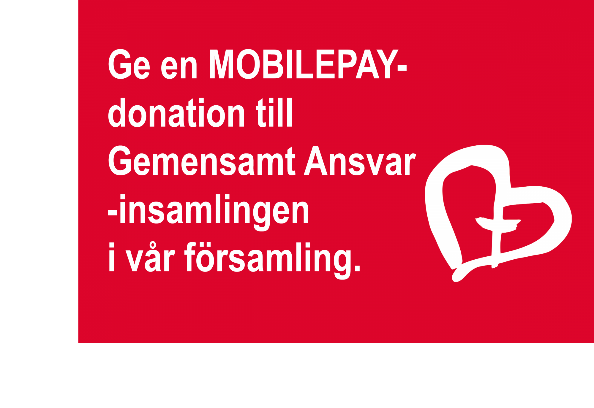 Ge en MOBILEPAY-
donation till
Gemensamt Ansvar
-insamlingen
i vår församling.